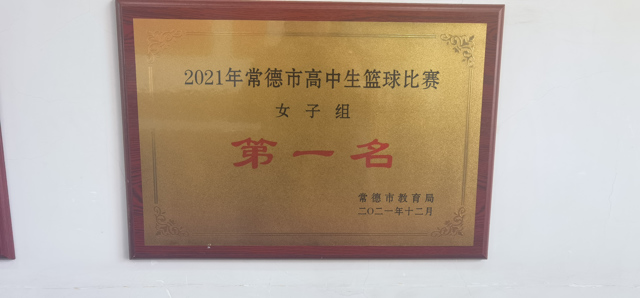 2021年常德市高中生篮球比赛
女子组
第一名
常德市教育局
二〇二一年十二月